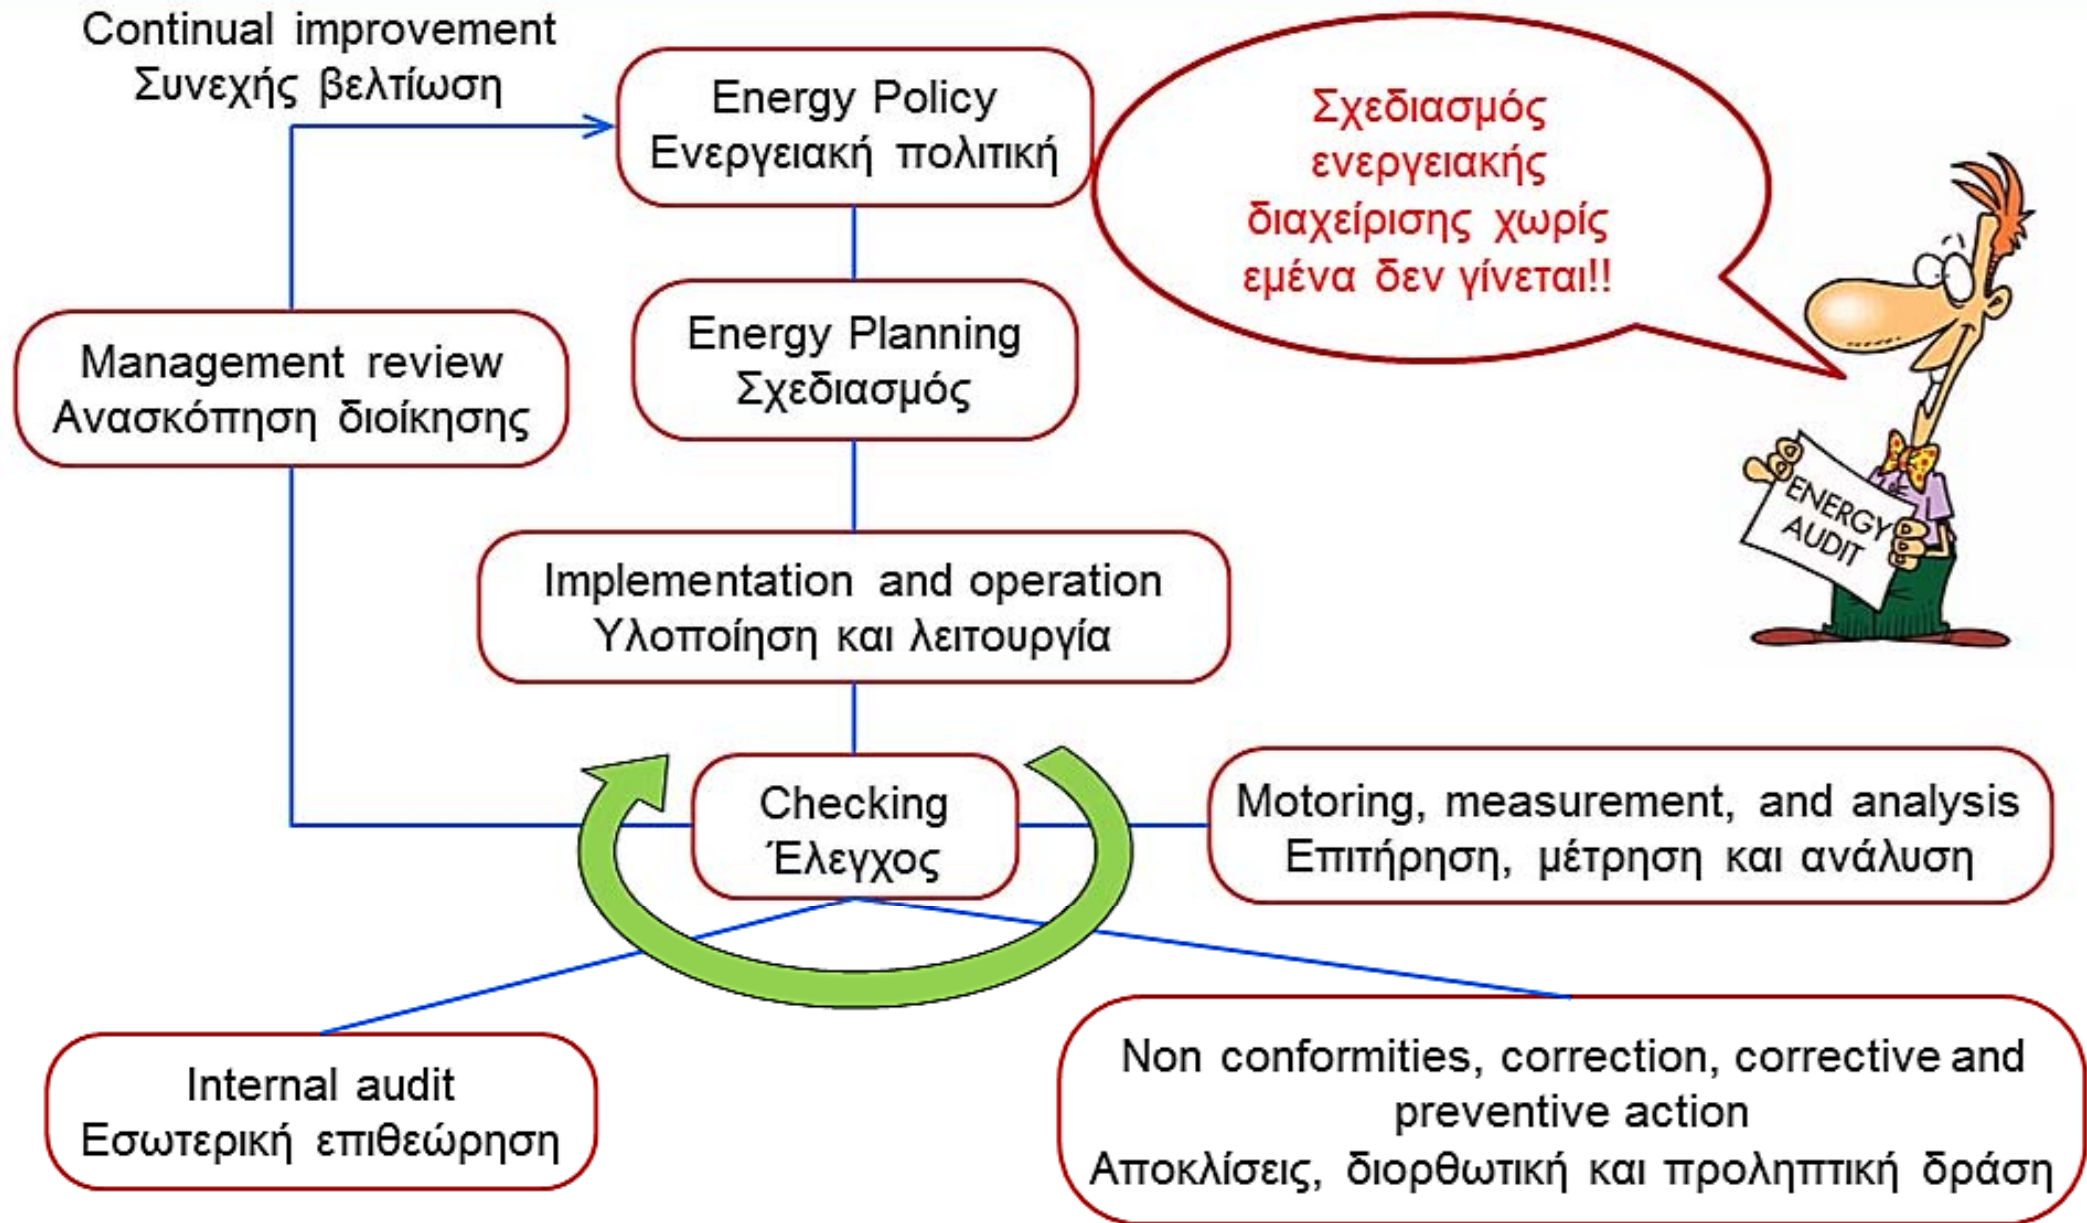 Continual improvement
Συνεχής βελτίωση
Energy Policy
Ενεργειακή πολιτική
Σχεδιασμός
ενεργειακής
διαχείρισης χωρίς
εμένα δεν γίνεται!!
Energy Planning
Σχεδιασμός
Management review
Ανασκόπηση διοίκησης
ENERGY
AUDIT
Implementation and operation
Υλοποίηση και λειτουργία
Checking
Έλεγχος
Motoring, measurement, and analysis
Επιτήρηση, μέτρηση και ανάλυση
Internal audit
Εσωτερική επιθεώρηση
Non conformities, correction, corrective and
preventive action
Αποκλίσεις, διορθωτική και προληπτική δράση